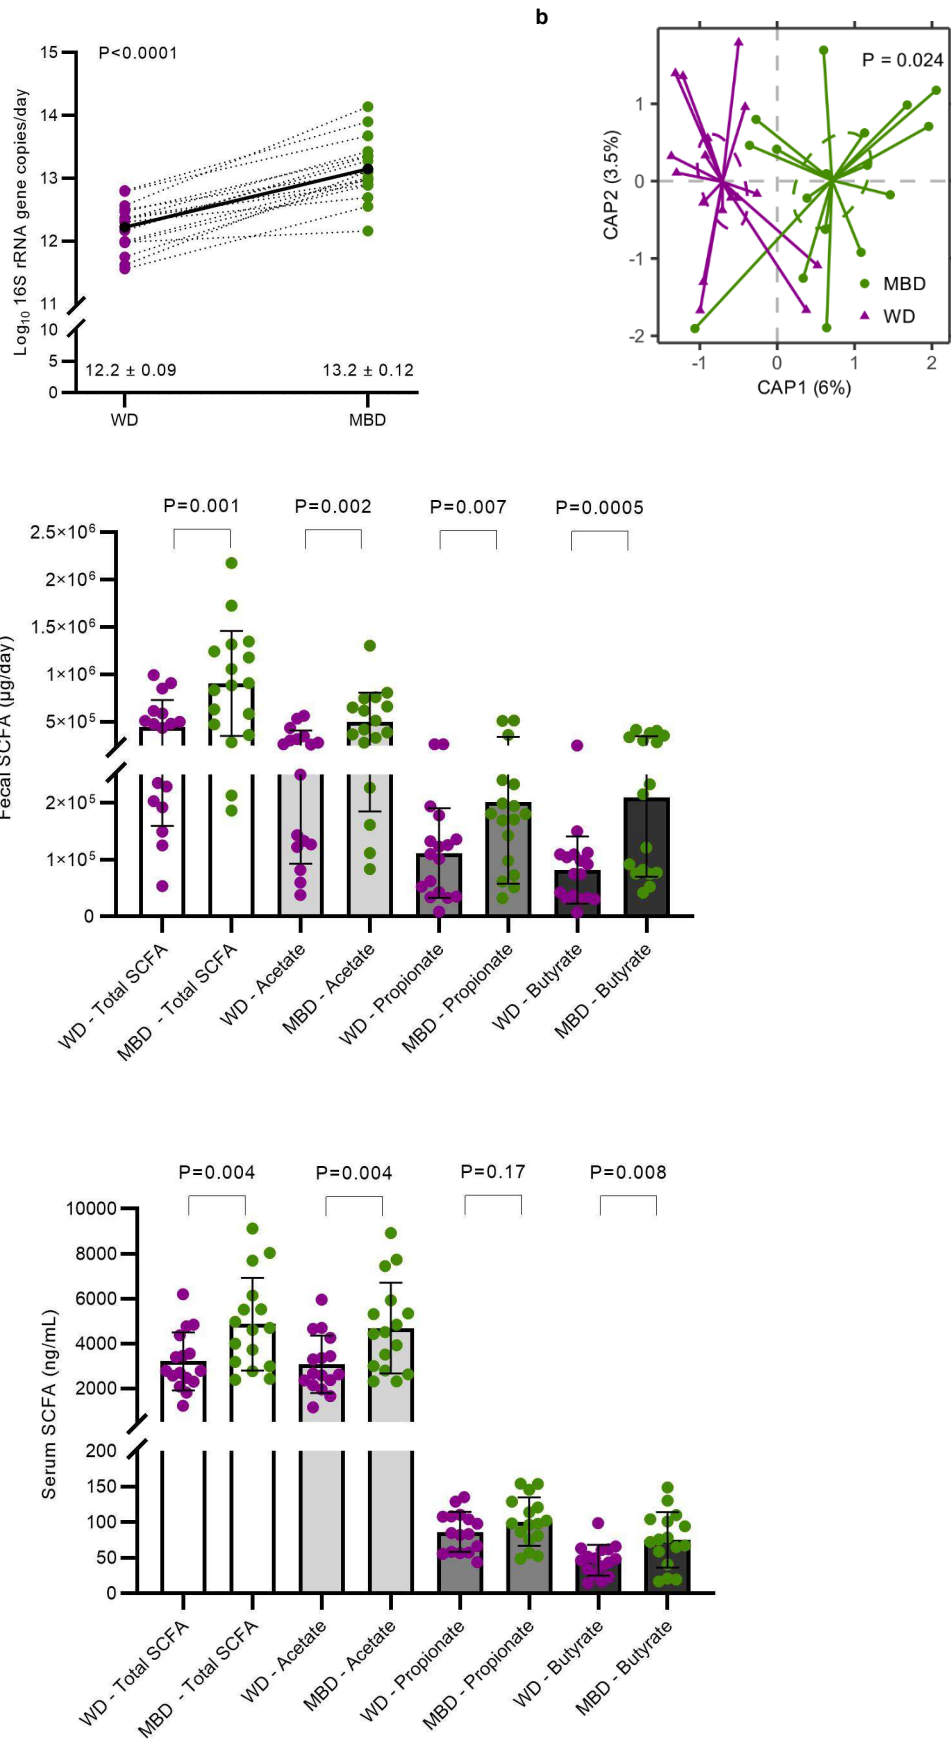 b
P<0.0001
Log₁₀ 16S rRNA gene copies/day
15
14
13
12
11
10
5
0
12.2 ± 0.09
13.2 ± 0.12
WD
MBD
P = 0.024
CAP2 (3.5%)
1
0
-1
-2
MBD
WD
-1
0
1
2
CAP1 (6%)
P=0.001
P=0.002
P=0.007
P=0.0005
Fecal SCFA (µg/day)
2.5×10⁶
2×10⁶
1.5×10⁶
1×10⁶
5×10⁵
2×10⁵
1×10⁵
0
WD - Total SCFA
MBD - Total SCFA
WD - Acetate
MBD - Acetate
WD - Propionate
MBD - Propionate
WD - Butyrate
MBD - Butyrate
P=0.004
P=0.004
P=0.17
P=0.008
Serum SCFA (ng/mL)
10000
8000
6000
4000
2000
200
150
100
50
0
WD - Total SCFA
MBD - Total SCFA
WD - Acetate
MBD - Acetate
WD - Propionate
MBD - Propionate
WD - Butyrate
MBD - Butyrate